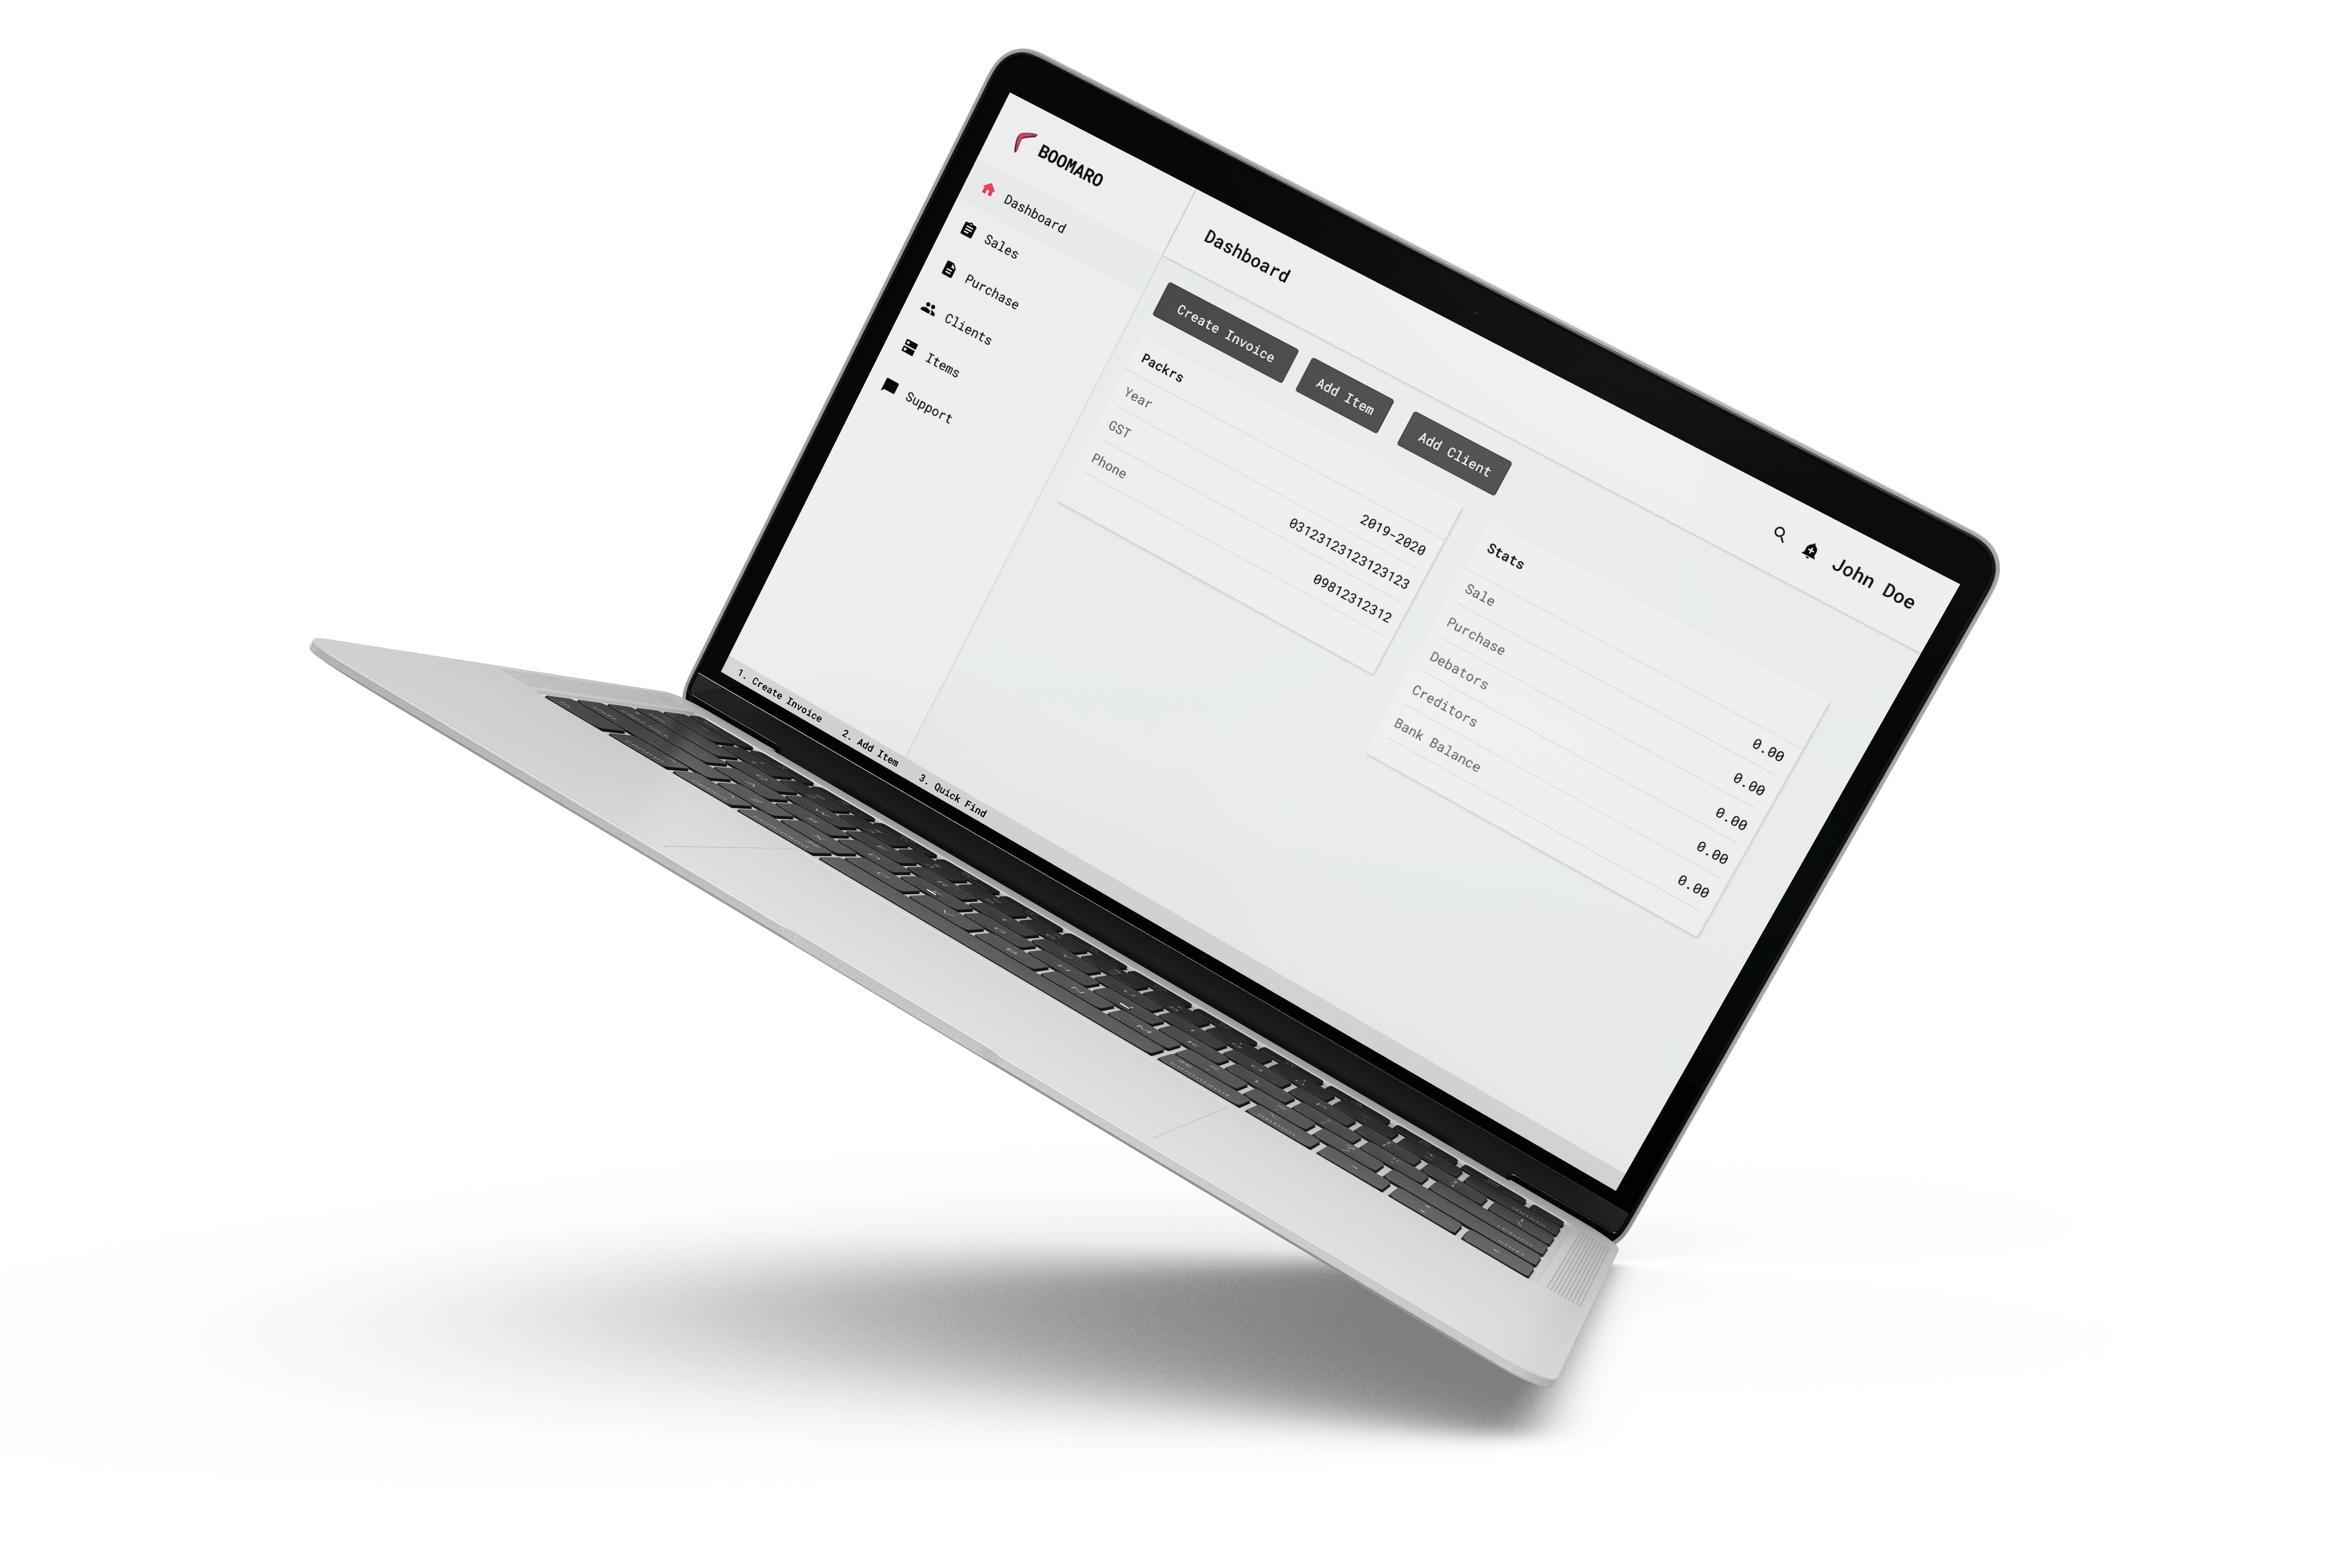 BOOMARO
Dashboard
Sales
Purchase
Clients
Items
Support
Dashboard
John Doe
Create Invoice
Add Item
Add Client
Packrs
Year 2019-2020
GST 03123123123123123
Phone 09812312312
Stats
Sale 0.00
Purchase 0.00
Debators 0.00
Creditors 0.00
Bank Balance 0.00
1. Create Invoice
2. Add Item
3. Quick Find